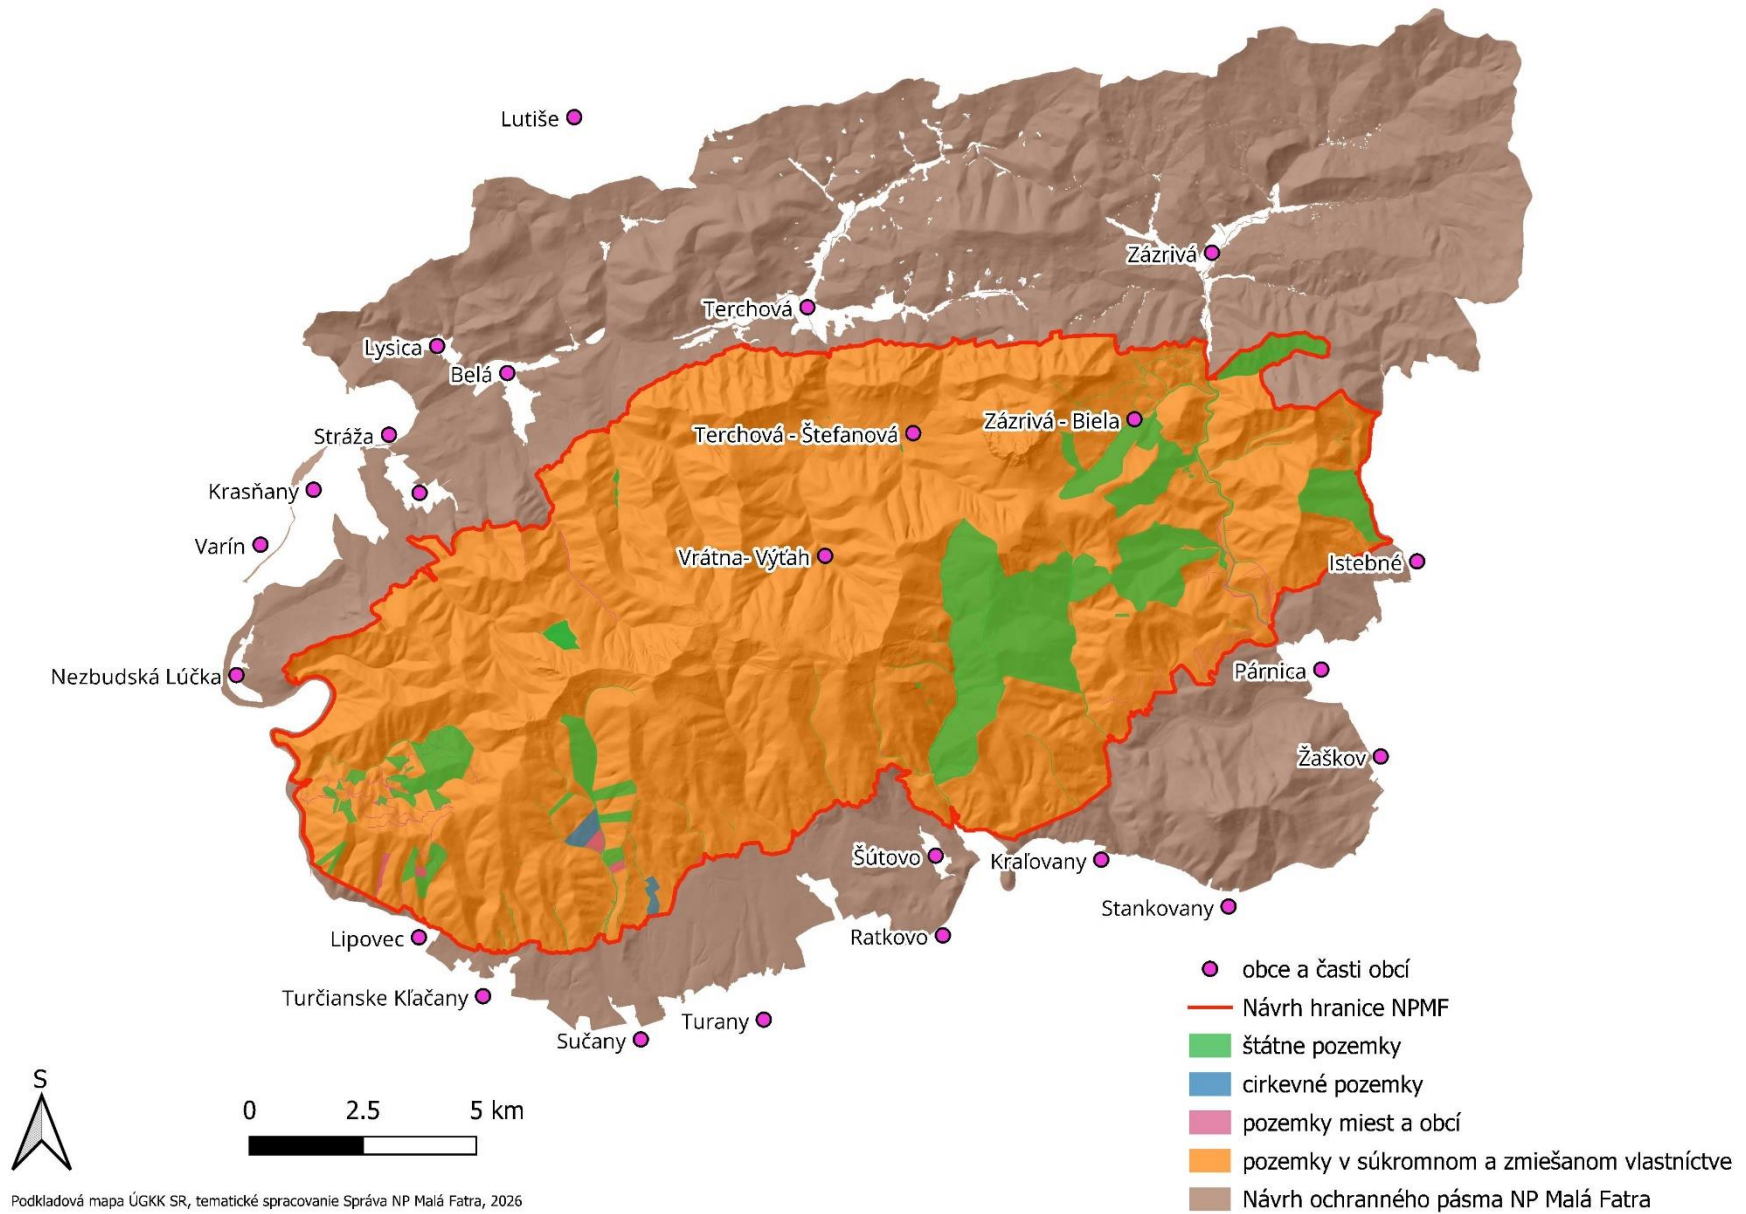 Lutiše
Zázrivá
Terchová
Lysica
Belá
Stráža
Terchová - Štefanová
Zázrivá - Biela
Krasňany
Varín
Vrátna- Výťah
Istebné
Nezbudská Lúčka
Párnica
Žaškov
Šútovo
Kraľovany
Stankovany
Lipovec
Ratkovo
Turčianske Kľačany
Turany
Sučany
obce a časti obcí
Návrh hranice NPMF
štátne pozemky
cirkevné pozemky
pozemky miest a obcí
pozemky v súkromnom a zmiešanom vlastníctve
Návrh ochranného pásma NP Malá Fatra
S
0 2.5 5 km
Podkladová mapa ÚGKK SR, tematické spracovanie Správa NP Malá Fatra, 2026